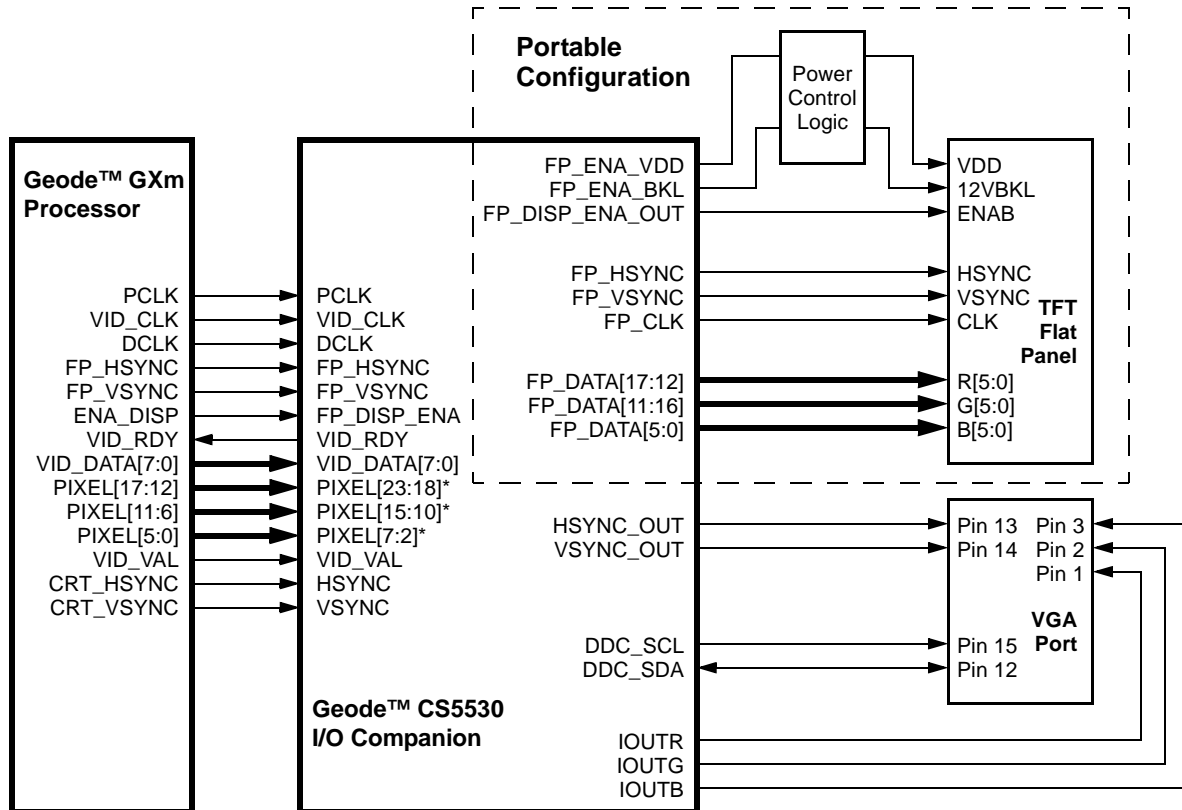 Portable
Configuration
Power
Control
Logic
Geode™ GXm
Processor
PCLK
VID_CLK
DCLK
FP_HSYNC
FP_VSYNC
ENA_DISP
VID_RDY
VID_DATA[7:0]
PIXEL[17:12]
PIXEL[11:6]
PIXEL[5:0]
VID_VAL
CRT_HSYNC
CRT_VSYNC
PCLK
VID_CLK
DCLK
FP_HSYNC
FP_VSYNC
FP_DISP_ENA
VID_RDY
VID_DATA[7:0]
PIXEL[23:18]*
PIXEL[15:10]*
PIXEL[7:2]*
VID_VAL
HSYNC
VSYNC
Geode™ CS5530
I/O Companion
FP_ENA_VDD
FP_ENA_BKL
FP_DISP_ENA_OUT
FP_HSYNC
FP_VSYNC
FP_CLK
FP_DATA[17:12]
FP_DATA[11:16]
FP_DATA[5:0]
HSYNC_OUT
VSYNC_OUT
DDC_SCL
DDC_SDA
IOUTR
IOUTG
IOUTB
VDD
12VBKL
ENAB
HSYNC
VSYNC
CLK
TFT
Flat
Panel
R[5:0]
G[5:0]
B[5:0]
Pin 13
Pin 14
Pin 3
Pin 2
Pin 1
VGA
Port
Pin 15
Pin 12